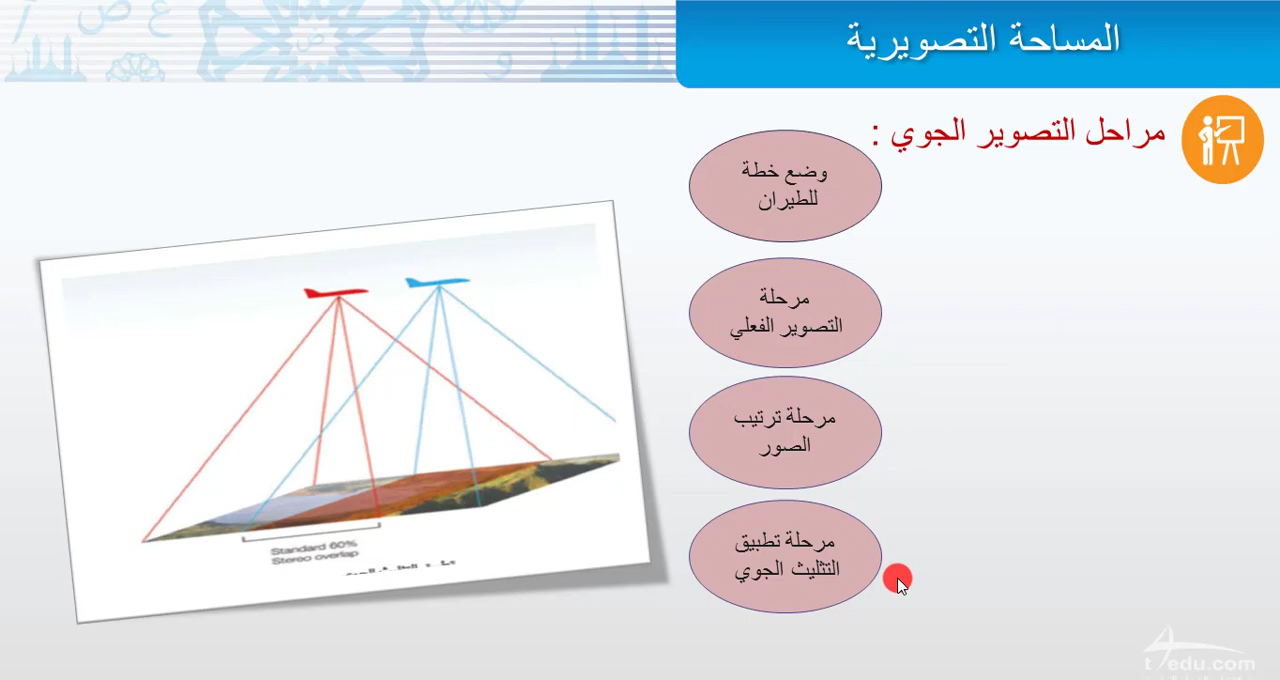 المساحة التصويرية
مراحل التصوير الجوي :
وضع خطة
للطيران
مرحلة
التصوير الفعلي
مرحلة ترتيب
الصور
مرحلة تطبيق
التثليث الجوي
Standard 60%
Stereo overlap
t4edu.com